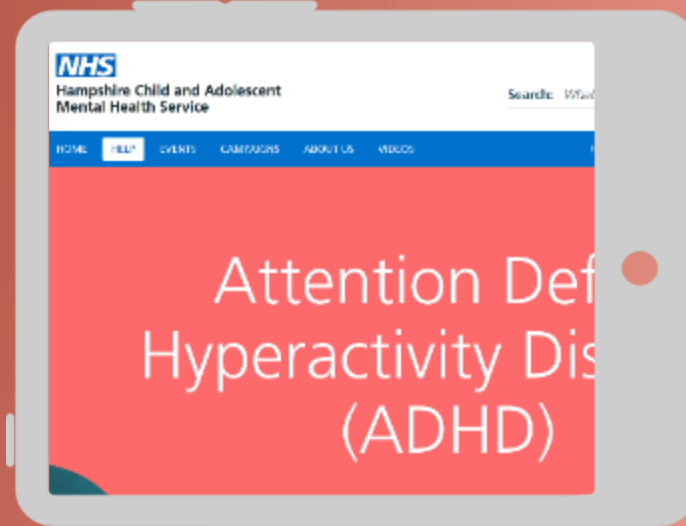 NHS
Hampshire Child and Adolescent
Mental Health Service
Search: What
HOME HELP EVENTS CAMPAIGNS ABOUT US VIDEOS
Attention Def
Hyperactivity Dis
(ADHD)